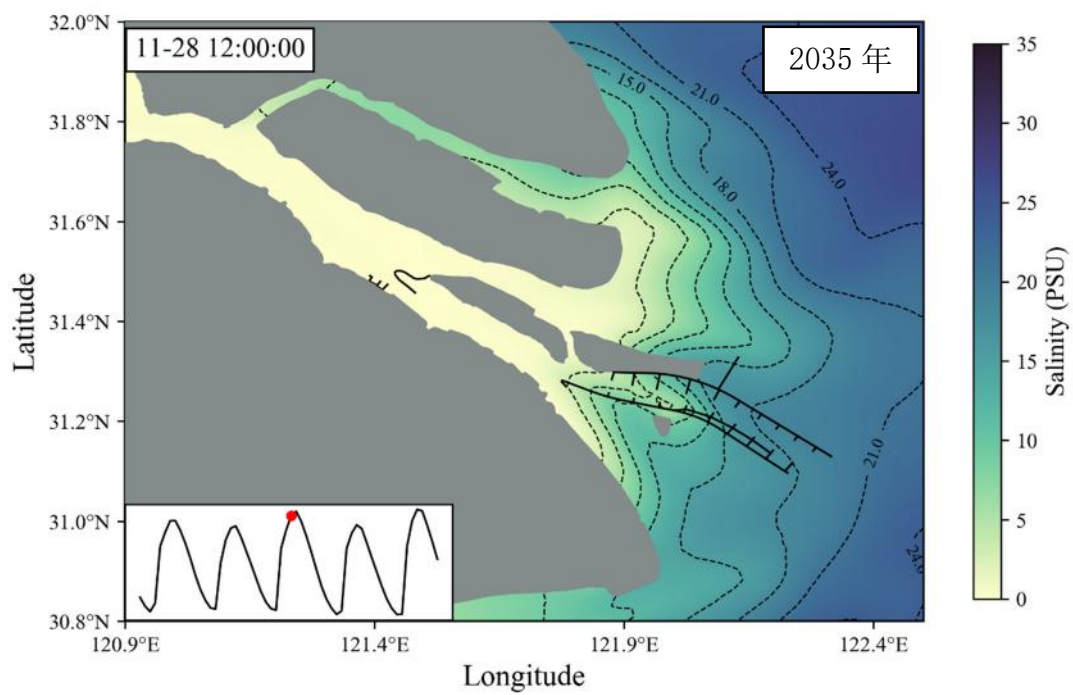 32.0°N
31.8°N
31.6°N
31.4°N
31.2°N
31.0°N
30.8°N
Latitude
11-28 12:00:00
2035 年
15.0
21.0
18.0
24.0
21.0
24.0
120.9°E
121.4°E
121.9°E
122.4°E
Longitude
35
30
25
20
15
10
5
0
Salinity (PSU)